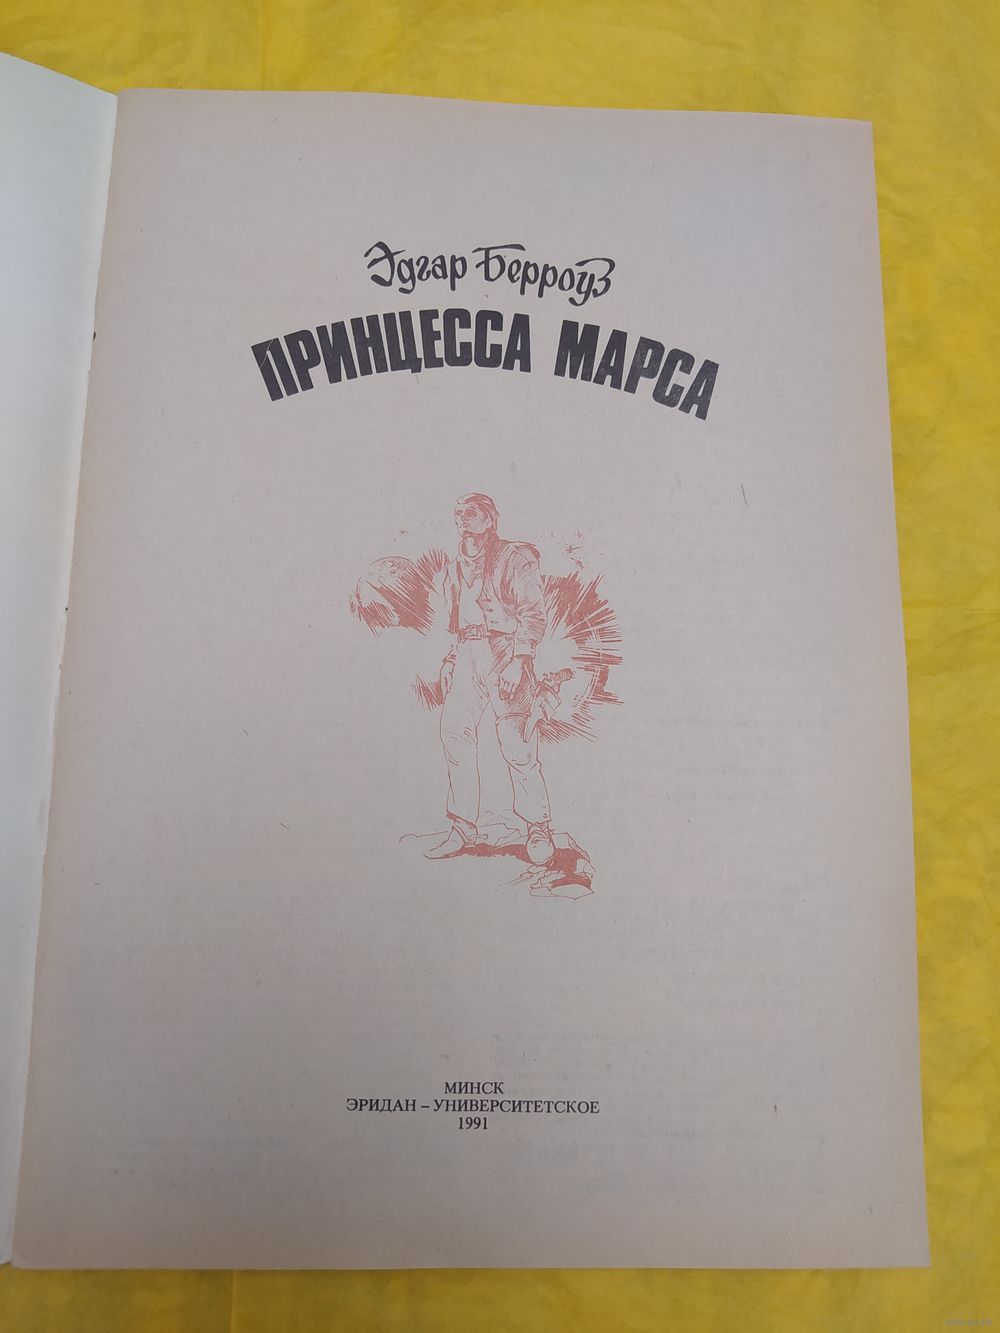 Эдгар Берроуз
ПРИНЦЕССА МАРСА
МИНСК
ЭРИДАН – УНИВЕРСИТЕТСКОЕ
1991